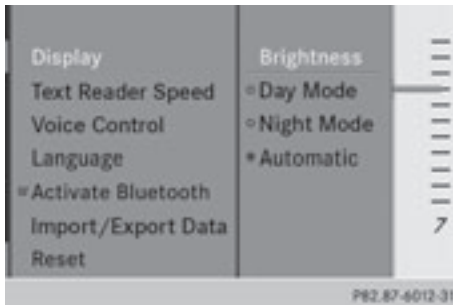 Display
Text Reader Speed
Voice Control
Language
Activate Bluetooth
Import/Export Data
Reset
Brightness
Day Mode
Night Mode
Automatic
7
P82.87-6012-31